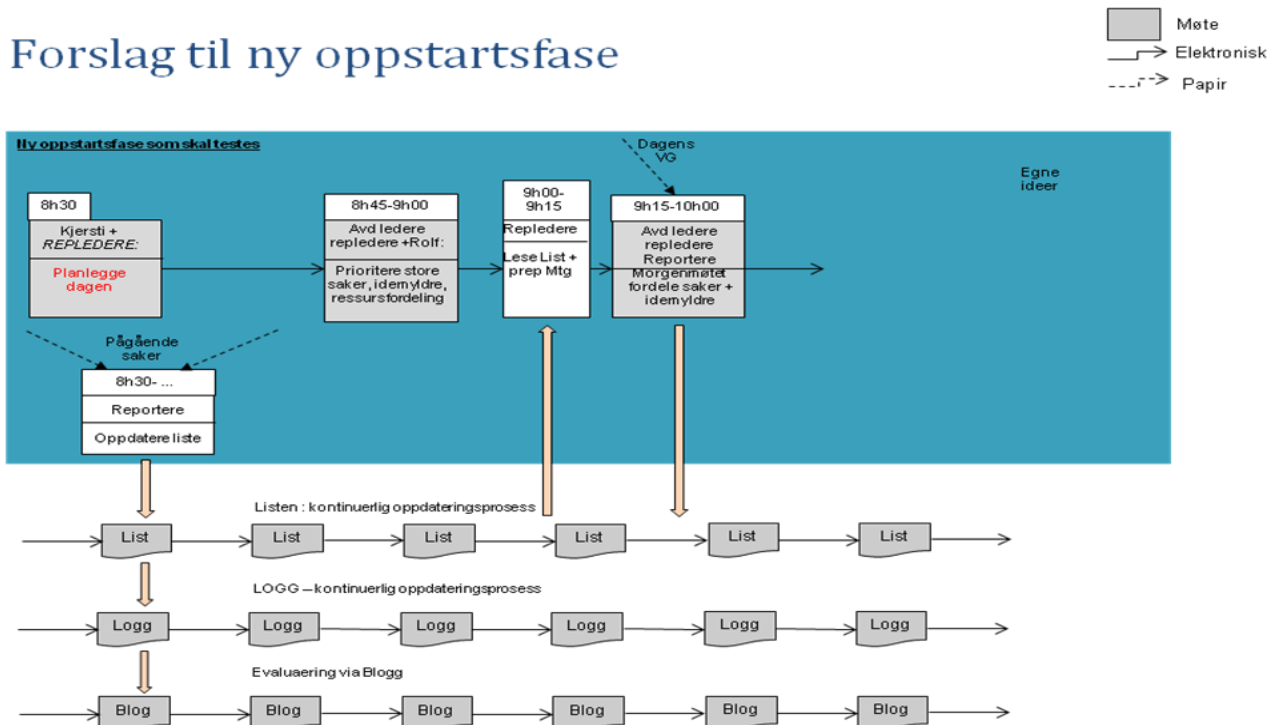 Forslag til ny oppstartsfase
Møte
Elektronisk
Papir
Ny oppstartsfase som skal testes
Dagens
VG
Egne
ideer
8h30
Kjersti +
REPLEDERE:
Planlegge
dagen
8h45-9h00
Avd ledere
repledere +Rolf:
Prioritere store
saker, idemyldre,
ressursfordeling
9h00-
9h15
Repledere
Lese List +
prep Mtg
9h15-10h00
Avd ledere
repledere
Reportere
Morgenmøtet
fordele saker +
idemyldre
Pågående
saker
8h30- ...
Reportere
Oppdatere liste
Listen : kontinuerlig oppdateringsprosess
List
List
List
List
List
List
LOGG – kontinuerlig oppdateringsprosess
Logg
Logg
Logg
Logg
Logg
Logg
Evaluaering via Blogg
Blog
Blog
Blog
Blog
Blog
Blog